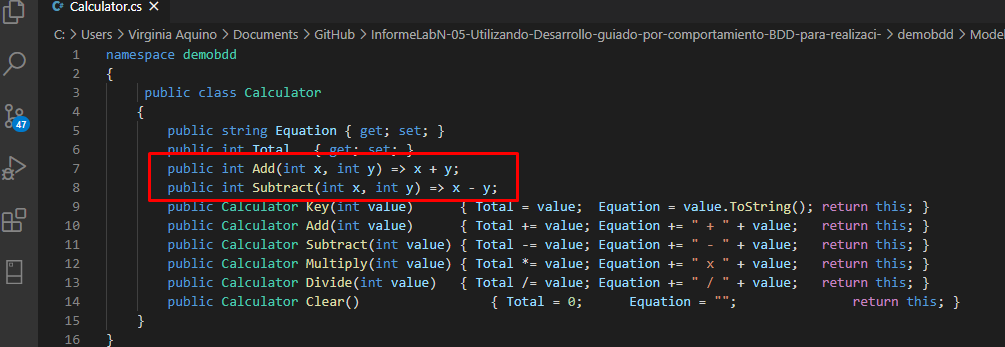 Calculator.cs ×
C: > Users > Virginia Aquino > Documents > GitHub > InformeLabN-05-Utilizando-Desarrollo-guiado-por-comportamiento-BDD-para-realizaci- > demobdd > Mode
1 namespace demobdd
2 {
3 public class Calculator
4 {
5 public string Equation { get; set; }
6 public int Total { get; set; }
7 public int Add(int x, int y) => x + y;
8 public int Subtract(int x, int y) => x - y;
9 public Calculator Key(int value) { Total = value; Equation = value.ToString(); return this; }
10 public Calculator Add(int value) { Total += value; Equation += " + " + value; return this; }
11 public Calculator Subtract(int value) { Total -= value; Equation += " - " + value; return this; }
12 public Calculator Multiply(int value) { Total *= value; Equation += " x " + value; return this; }
13 public Calculator Divide(int value) { Total /= value; Equation += " / " + value; return this; }
14 public Calculator Clear() { Total = 0; Equation = ""; return this; }
15 }
16 }
47